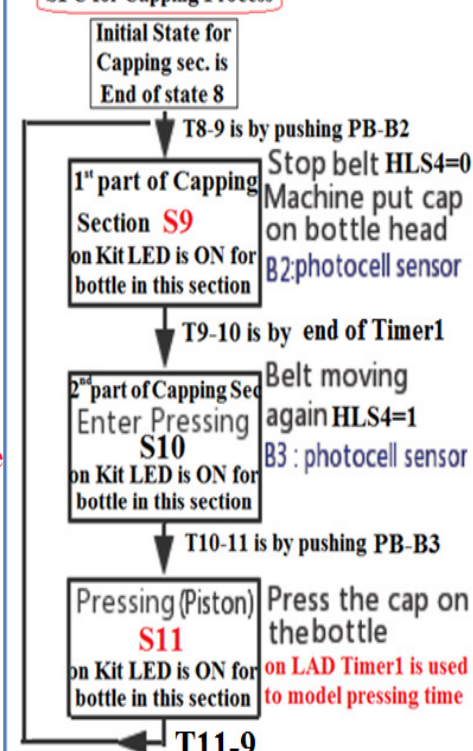 Initial State for
Capping sec. is
End of state 8
T8-9 is by pushing PB-B2
1st part of Capping
Section S9
on Kit LED is ON for
bottle in this section
Stop belt HLS4=0
Machine put cap
on bottle head
B2:photocell sensor
T9-10 is by end of Timer1
2nd part of Capping Sec
Enter Pressing
S10
on Kit LED is ON for
bottle in this section
Belt moving
again HLS4=1
B3 : photocell sensor
T10-11 is by pushing PB-B3
Pressing (Piston)
S11
on Kit LED is ON for
bottle in this section
Press the cap on
the bottle
on LAD Timer1 is used
to model pressing time
T11-9